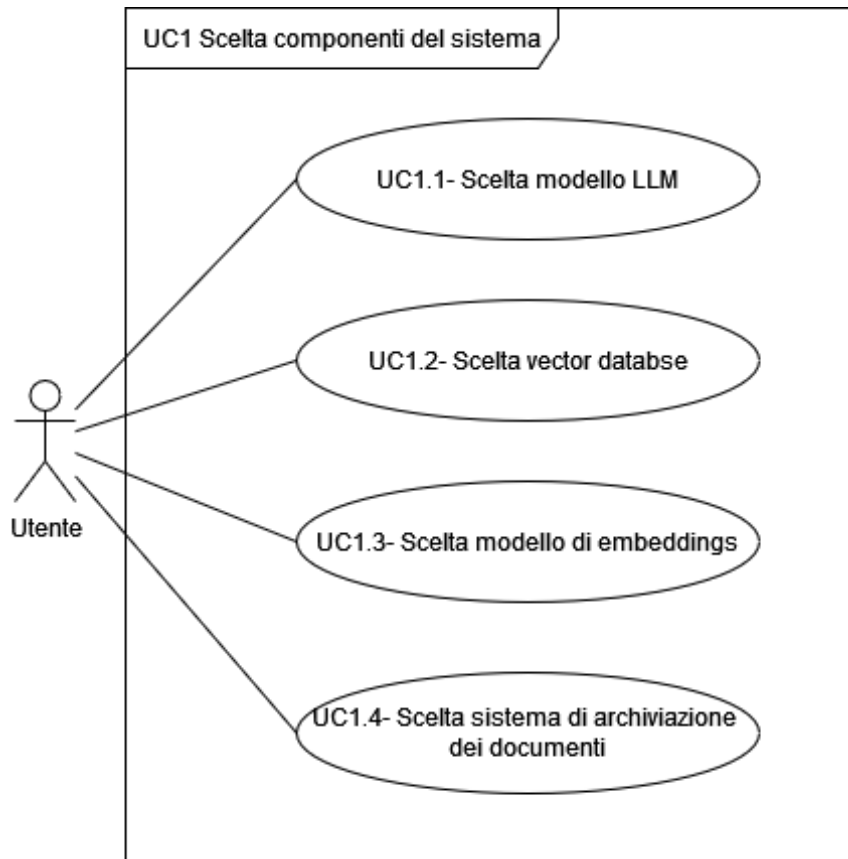 UC1 Scelta componenti del sistema
UC1.1- Scelta modello LLM
UC1.2- Scelta vector databse
Utente
UC1.3- Scelta modello di embeddings
UC1.4- Scelta sistema di archiviazione
dei documenti